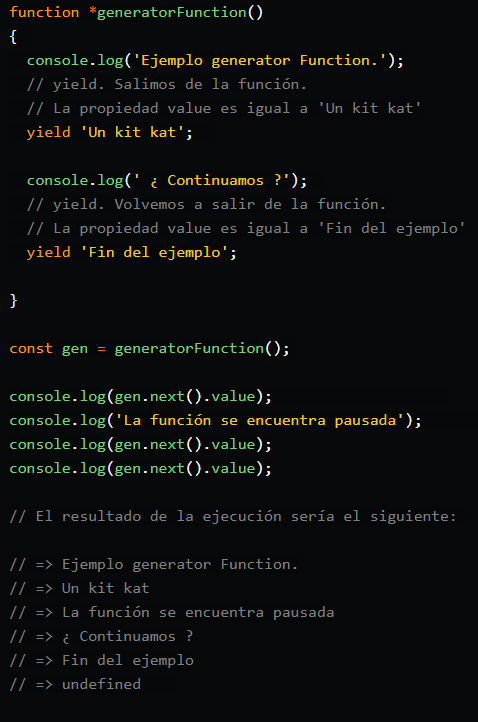 function *generatorFunction()
{
  console.log('Ejemplo generator Function.');
  // yield. Salimos de la función.
  // La propiedad value es igual a 'Un kit kat'
  yield 'Un kit kat';

  console.log(' ¿ Continuamos ?');
  // yield. Volvemos a salir de la función.
  // La propiedad value es igual a 'Fin del ejemplo'
  yield 'Fin del ejemplo';

}

const gen = generatorFunction();

console.log(gen.next().value);
console.log('La función se encuentra pausada');
console.log(gen.next().value);
console.log(gen.next().value);

// El resultado de la ejecución sería el siguiente:

// => Ejemplo generator Function.
// => Un kit kat
// => La función se encuentra pausada
// => ¿ Continuamos ?
// => Fin del ejemplo
// => undefined